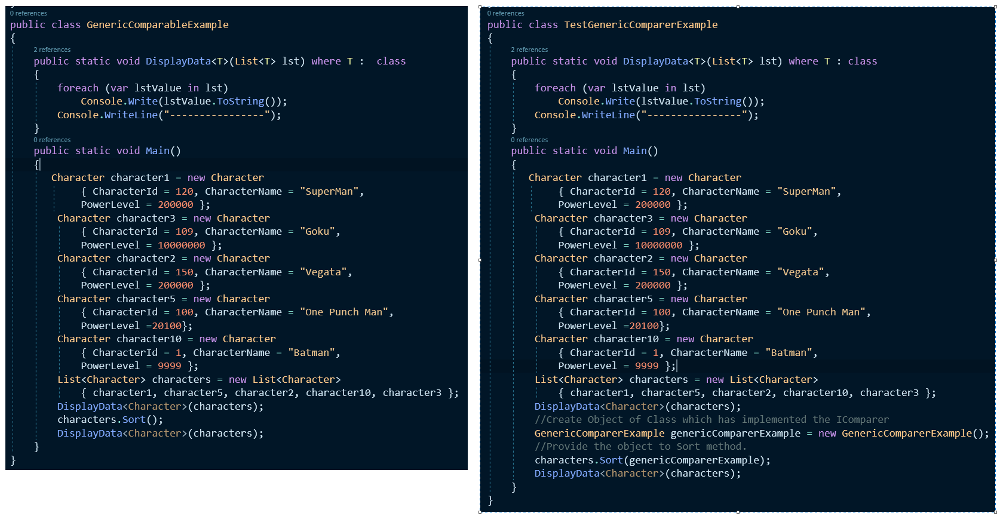 0 references
public class GenericComparableExample
{
2 references
public static void DisplayData<T>(List<T> lst) where T :  class
{
foreach (var lstValue in lst)
Console.Write(lstValue.ToString());
Console.WriteLine("----------------");
}
0 references
public static void Main()
{
Character character1 = new Character
{ CharacterId = 120, CharacterName = "SuperMan",
PowerLevel = 200000 };
Character character3 = new Character
{ CharacterId = 109, CharacterName = "Goku",
PowerLevel = 10000000 };
Character character2 = new Character
{ CharacterId = 150, CharacterName = "Vegata",
PowerLevel = 200000 };
Character character5 = new Character
{ CharacterId = 100, CharacterName = "One Punch Man",
PowerLevel =20100};
Character character10 = new Character
{ CharacterId = 1, CharacterName = "Batman",
PowerLevel = 9999 };
List<Character> characters = new List<Character>
{ character1, character5, character2, character10, character3 };
DisplayData<Character>(characters);
characters.Sort();
DisplayData<Character>(characters);
}
}
0 references
public class TestGenericComparerExample
{
2 references
public static void DisplayData<T>(List<T> lst) where T : class
{
foreach (var lstValue in lst)
Console.Write(lstValue.ToString());
Console.WriteLine("----------------");
}
0 references
public static void Main()
{
Character character1 = new Character
{ CharacterId = 120, CharacterName = "SuperMan",
PowerLevel = 200000 };
Character character3 = new Character
{ CharacterId = 109, CharacterName = "Goku",
PowerLevel = 10000000 };
Character character2 = new Character
{ CharacterId = 150, CharacterName = "Vegata",
PowerLevel = 200000 };
Character character5 = new Character
{ CharacterId = 100, CharacterName = "One Punch Man",
PowerLevel =20100};
Character character10 = new Character
{ CharacterId = 1, CharacterName = "Batman",
PowerLevel = 9999 };
List<Character> characters = new List<Character>
{ character1, character5, character2, character10, character3 };
DisplayData<Character>(characters);
//Create Object of Class which has implemented the IComparer
GenericComparerExample genericComparerExample = new GenericComparerExample();
//Provide the object to Sort method.
characters.Sort(genericComparerExample);
DisplayData<Character>(characters);
}
}